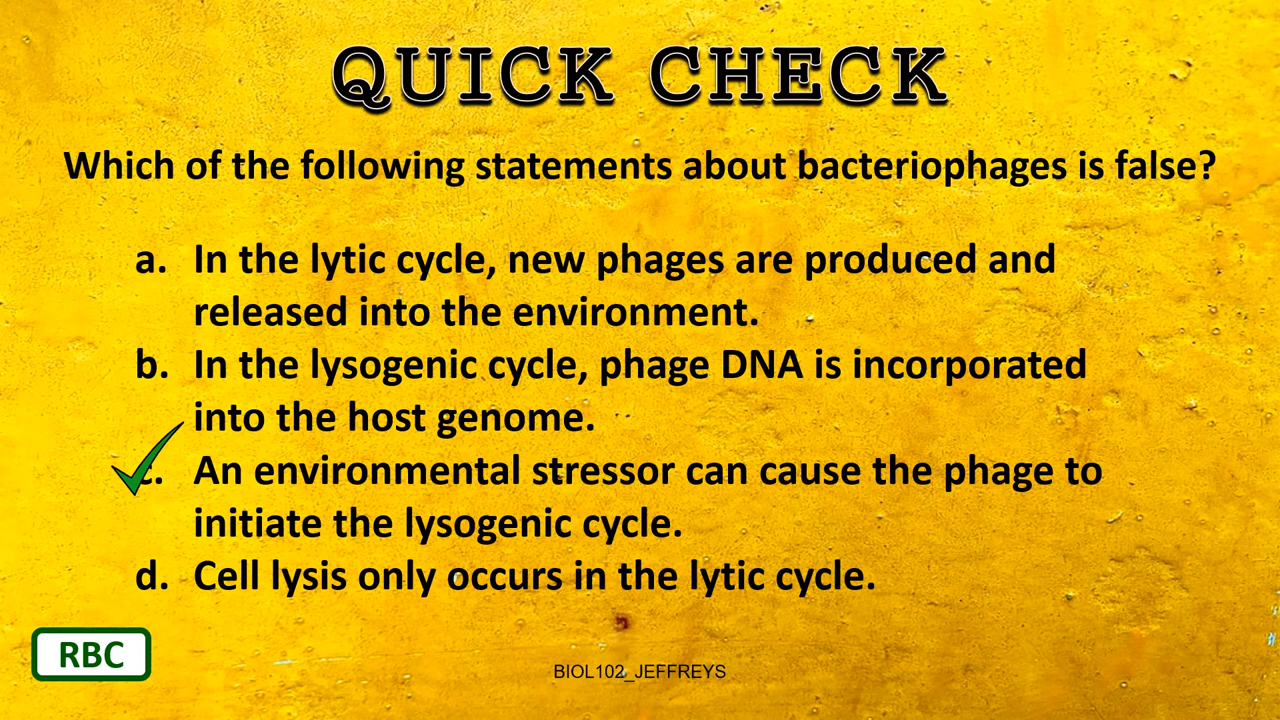 QUICK CHECK
Which of the following statements about bacteriophages is false?
a. In the lytic cycle, new phages are produced and
released into the environment.
b. In the lysogenic cycle, phage DNA is incorporated
into the host genome.
c. An environmental stressor can cause the phage to
initiate the lysogenic cycle.
d. Cell lysis only occurs in the lytic cycle.
RBC
BIOL102_JEFFREYS